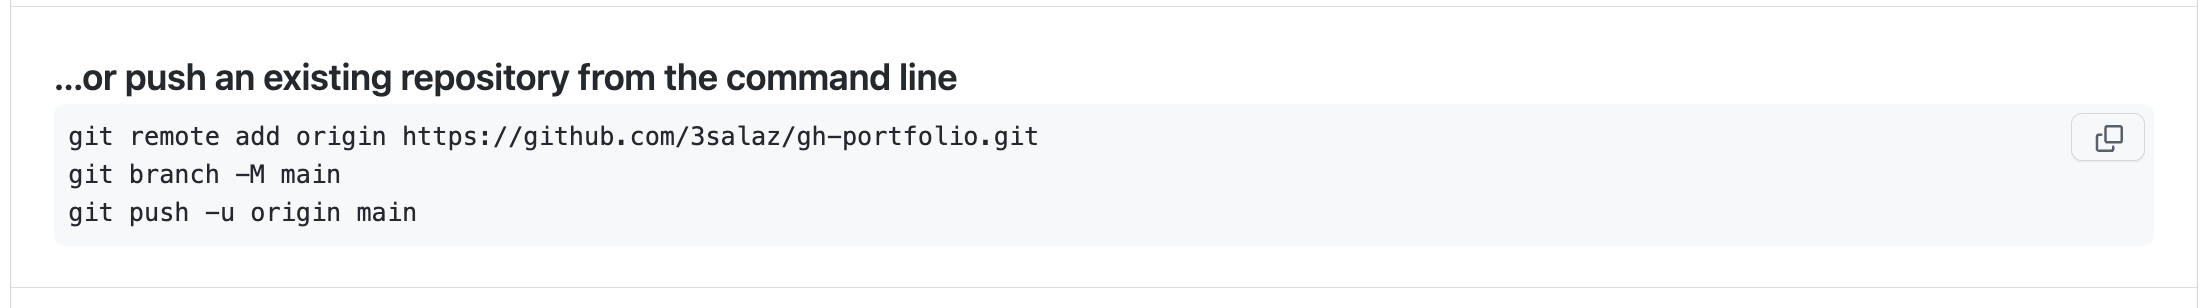 ...or push an existing repository from the command line
git remote add origin https://github.com/3salaz/gh-portfolio.git
git branch -M main
git push -u origin main